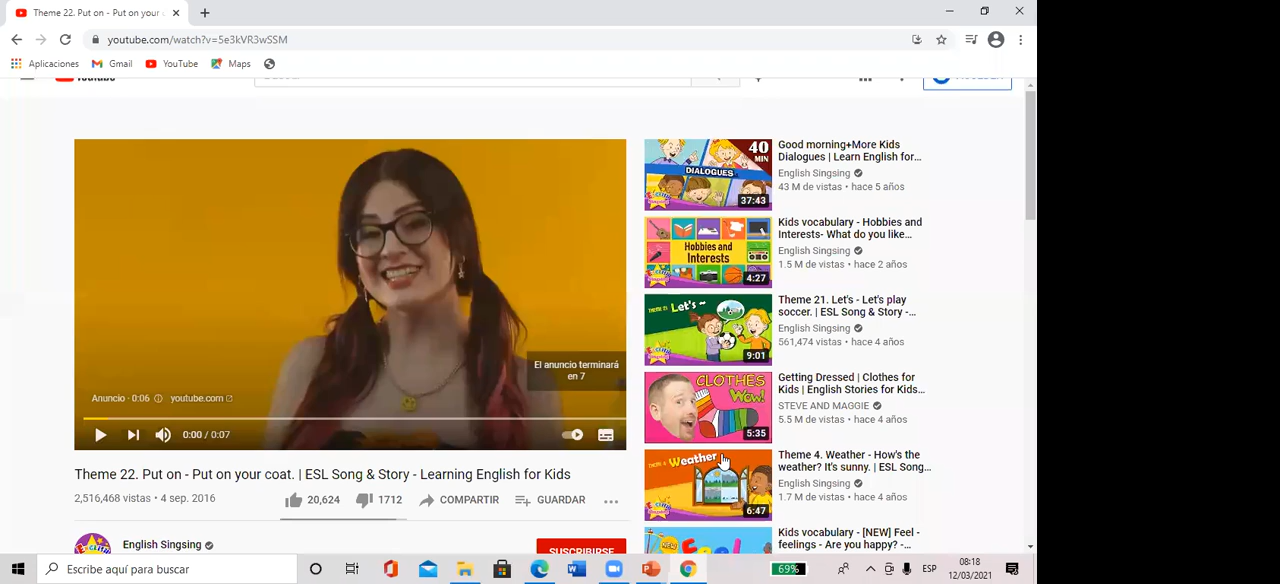 Theme 22. Put on - Put on your c
youtube.com/watch?v=5e3kVR3wSSM
Aplicaciones
Gmail
YouTube
Maps
El anuncio terminará
en 7
Anuncio · 0:06
youtube.com
0:00 / 0:07
Theme 22. Put on - Put on your coat. | ESL Song & Story - Learning English for Kids
2,516,468 vistas • 4 sep. 2016
20,624
1712
COMPARTIR
GUARDAR
English Singsing
SUSCRIBIRSE
40
MIN
DIALOGUES
37:43
Good morning+More Kids
Dialogues | Learn English for...
English Singsing
43 M de vistas • hace 5 años
Hobbies and
Interests
4:27
Kids vocabulary - Hobbies and
Interests- What do you like...
English Singsing
1.5 M de vistas • hace 2 años
Let's ~
9:01
Theme 21. Let's - Let's play
soccer. | ESL Song & Story -...
English Singsing
561,474 vistas • hace 4 años
CLOTHES
Wow!
5:35
Getting Dressed | Clothes for
Kids | English Stories for Kids...
STEVE AND MAGGIE
5.5 M de vistas • hace 4 años
Weather
6:47
Theme 4. Weather - How's the
weather? It's sunny. | ESL Song...
English Singsing
1.7 M de vistas • hace 4 años
NEW
Kids vocabulary - [NEW] Feel -
feelings - Are you happy? -...
Escribe aquí para buscar
69%
ESP
08:18
12/03/2021